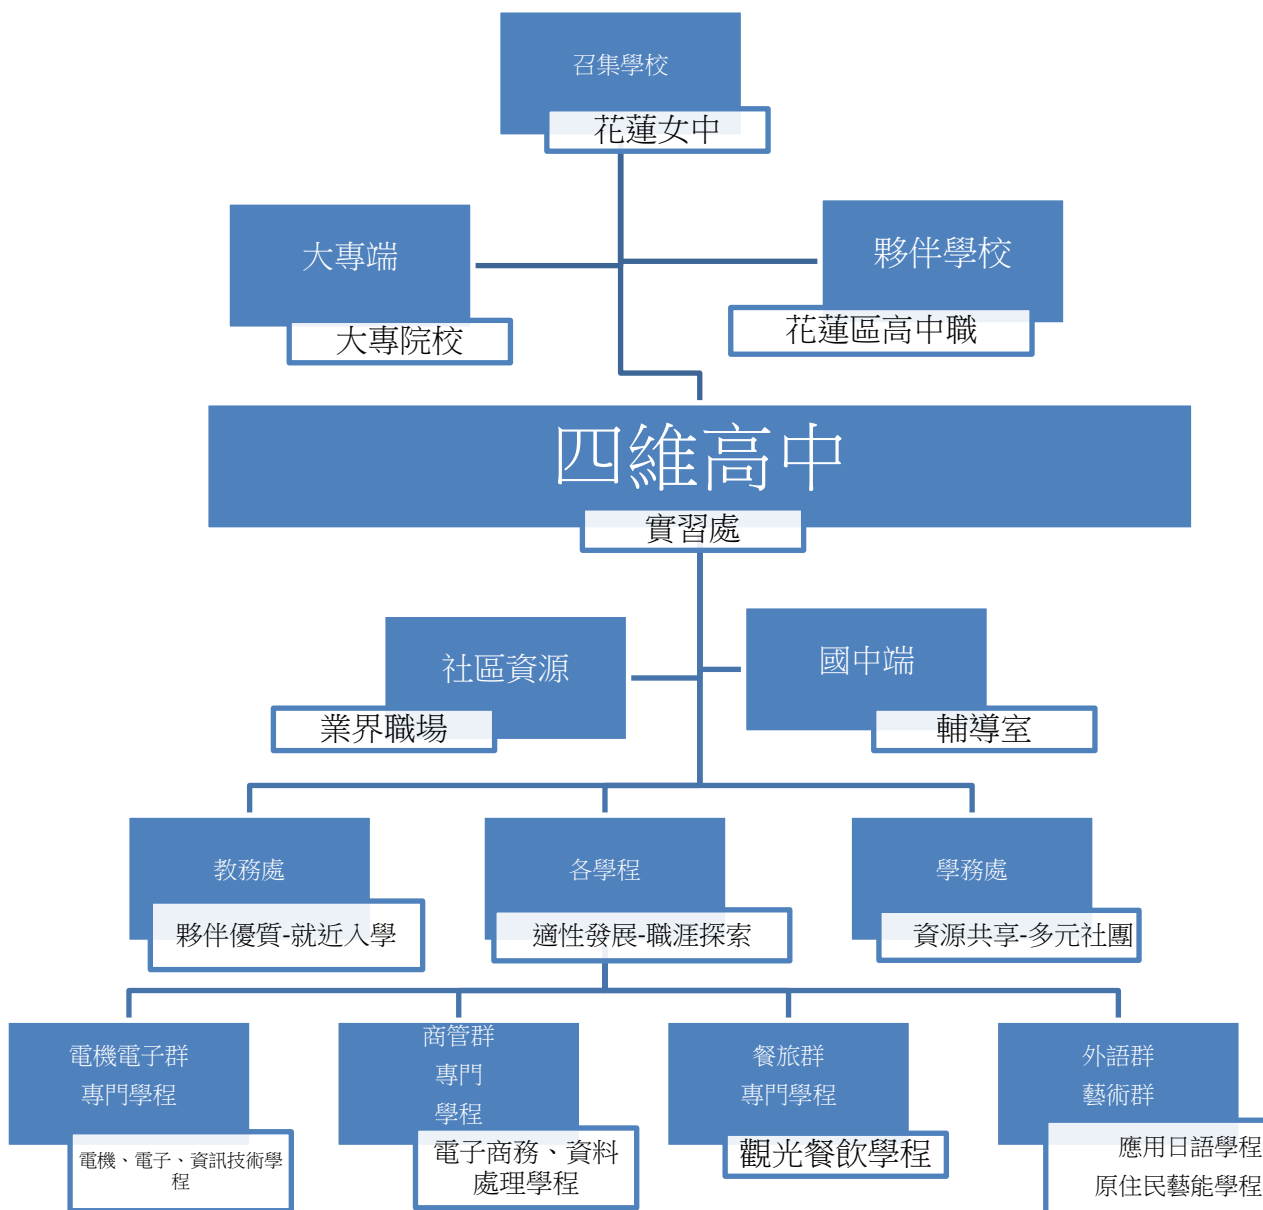 召集學校
花蓮女中
大專端
大專院校
夥伴學校
花蓮區高中職
四維高中
實習處
社區資源
業界職場
國中端
輔導室
教務處
夥伴優質-就近入學
各學程
適性發展-職涯探索
學務處
資源共享-多元社團
電機電子群
專門學程
電機、電子、資訊技術學
程
商管群
專門
學程
電子商務、資料
處理學程
餐旅群
專門學程
觀光餐飲學程
外語群
藝術群
應用日語學程
原住民藝能學程